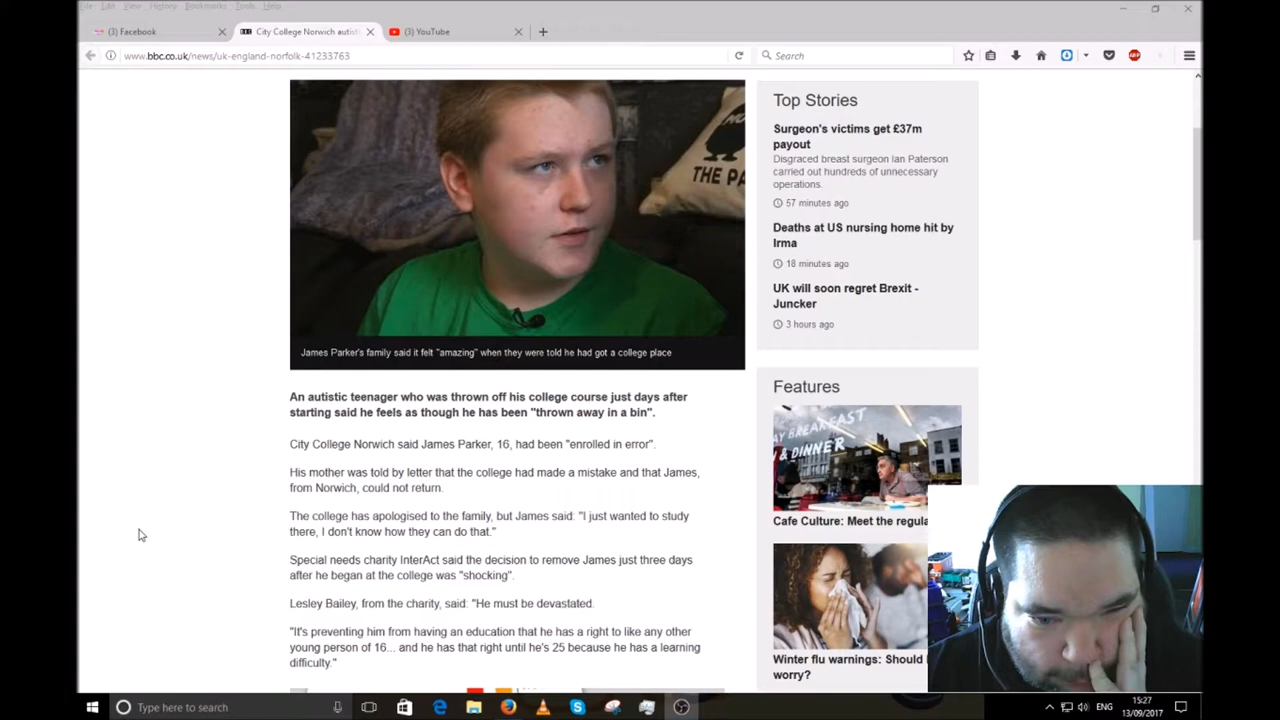 File Edit View History Bookmarks Tools Help
(3) Facebook
City College Norwich autisti
(3) YouTube
www.bbc.co.uk/news/uk-england-norfolk-41233763
Search
ABP
THE PA
James Parker's family said it felt "amazing" when they were told he had got a college place
An autistic teenager who was thrown off his college course just days after
starting said he feels as though he has been "thrown away in a bin".
City College Norwich said James Parker, 16, had been "enrolled in error".
His mother was told by letter that the college had made a mistake and that James,
from Norwich, could not return.
The college has apologised to the family, but James said: "I just wanted to study
there, I don't know how they can do that."
Special needs charity InterAct said the decision to remove James just three days
after he began at the college was "shocking".
Lesley Bailey, from the charity, said: "He must be devastated.
"It's preventing him from having an education that he has a right to like any other
young person of 16... and he has that right until he's 25 because he has a learning
difficulty."
Top Stories
Surgeon's victims get £37m
payout
Disgraced breast surgeon Ian Paterson
carried out hundreds of unnecessary
operations.
57 minutes ago
Deaths at US nursing home hit by
Irma
18 minutes ago
UK will soon regret Brexit -
Juncker
3 hours ago
Features
AY BREAKFAST
& DINNER
Cafe Culture: Meet the regula
Winter flu warnings: Should
worry?
Type here to search
ENG
15:27
13/09/2017